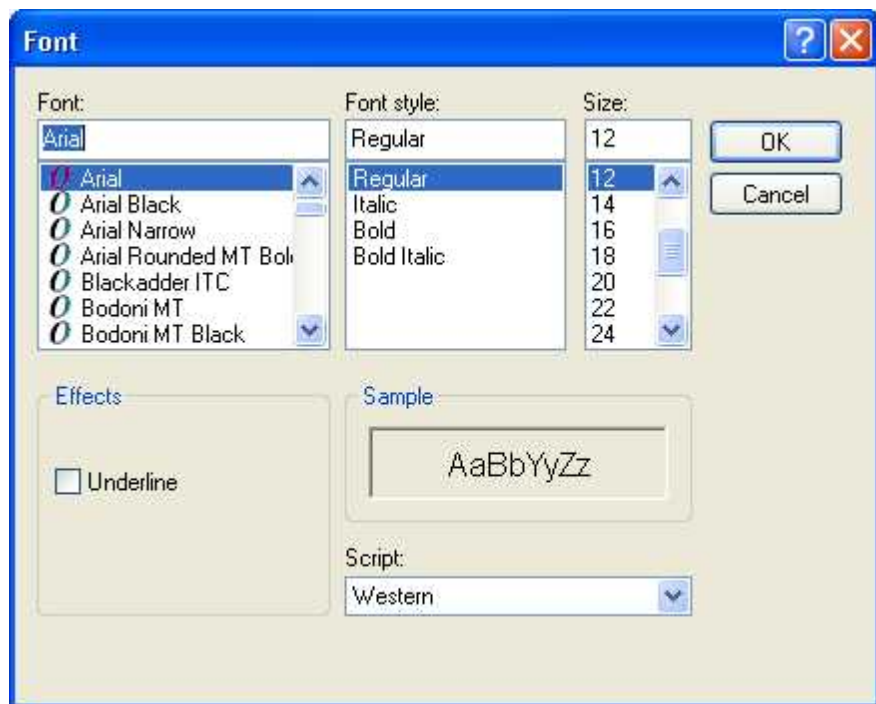 Font
Font:
Arial
Arial
Arial Black
Arial Narrow
Arial Rounded MT Bol
Blackadder ITC
Bodoni MT
Bodoni MT Black
Font style:
Regular
Regular
Italic
Bold
Bold Italic
Size:
12
12
14
16
18
20
22
24
OK
Cancel
Effects
Underline
Sample
AaBbYyZz
Script:
Western